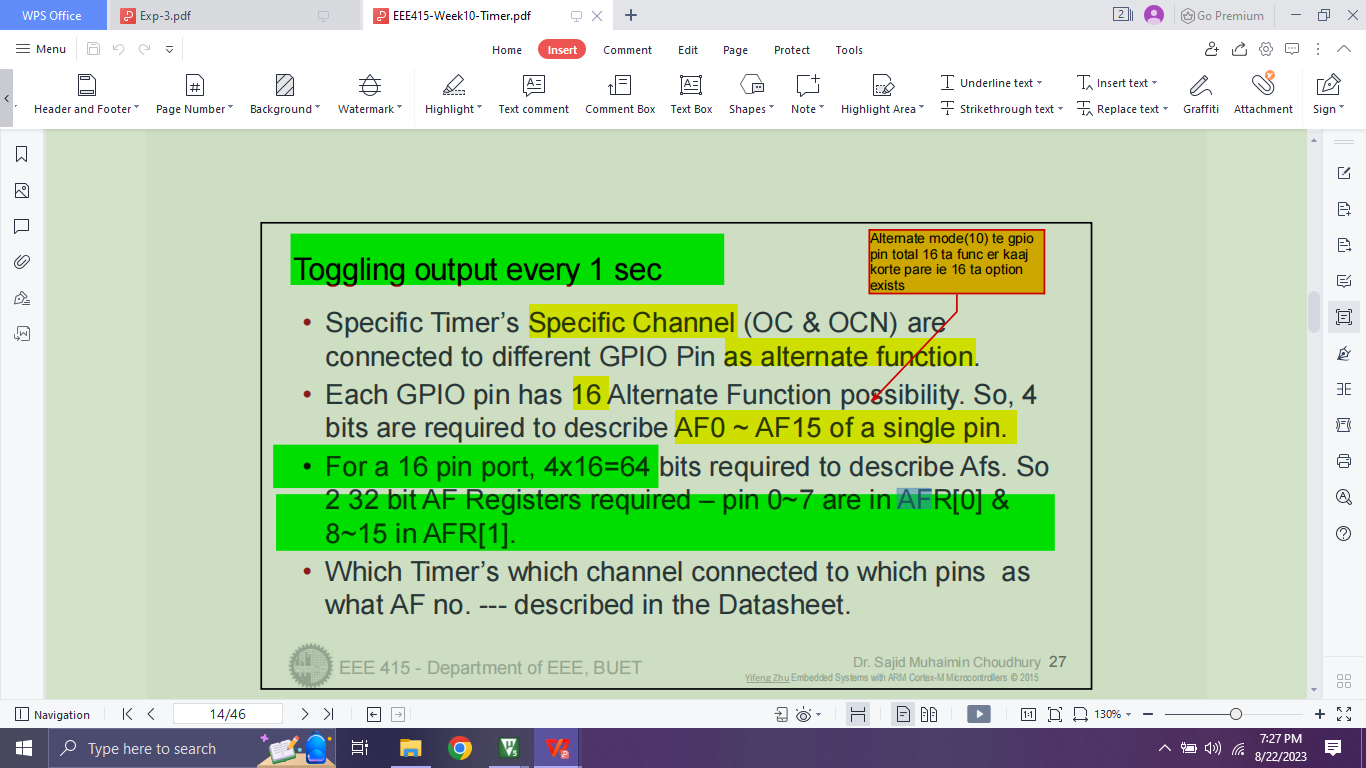 WPS Office
Exp-3.pdf
EEE415-Week10-Timer.pdf
2
Go Premium
Menu
Home
Insert
Comment
Edit
Page
Protect
Tools
Header and Footer
Page Number
Background
Watermark
Highlight
Text comment
Comment Box
Text Box
Shapes
Note
Highlight Area
Underline text
Strikethrough text
Insert text
Replace text
Graffiti
Attachment
Sign
Toggling output every 1 sec
Alternate mode(10) te gpio
pin total 16 ta func er kaaj
korte pare ie 16 ta option
exists
• Specific Timer's Specific Channel (OC & OCN) are
connected to different GPIO Pin as alternate function.
• Each GPIO pin has 16 Alternate Function possibility. So, 4
bits are required to describe AF0 ~ AF15 of a single pin.
• For a 16 pin port, 4x16=64 bits required to describe Afs. So
2 32 bit AF Registers required – pin 0~7 are in AFR[0] &
8~15 in AFR[1].
• Which Timer's which channel connected to which pins as
what AF no. --- described in the Datasheet.
EEE 415 - Department of EEE, BUET
Dr. Sajid Muhaimin Choudhury 27
Yifeng Zhu Embedded Systems with ARM Cortex-M Microcontrollers © 2015
Navigation
14/46
1:1
130%
Type here to search
7:27 PM
8/22/2023